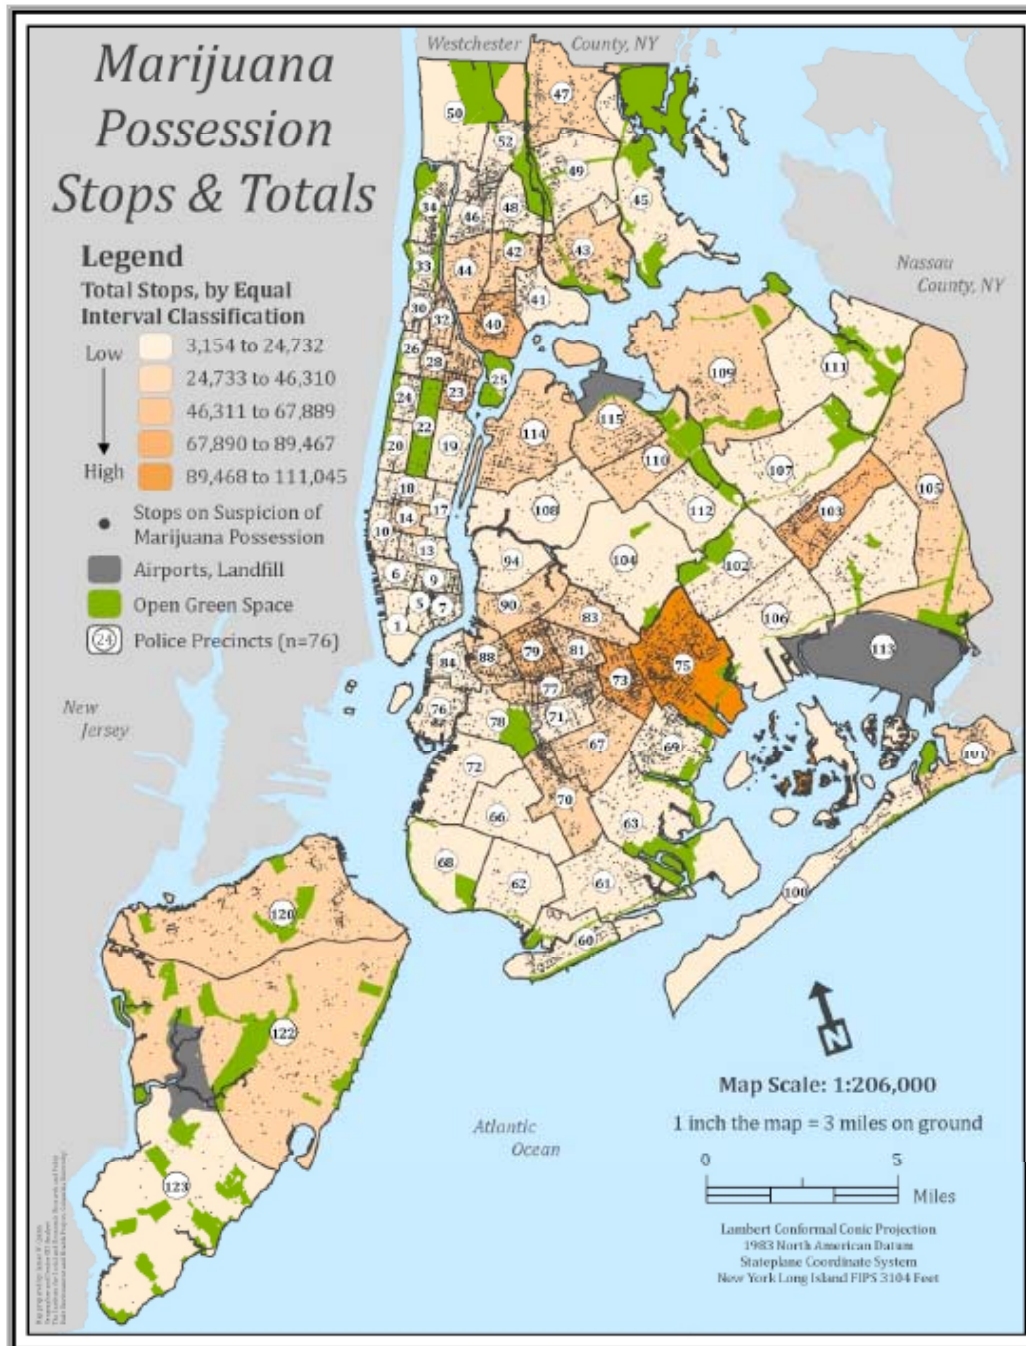 Marijuana
Possession
Stops & Totals
Legend
Total Stops, by Equal
Interval Classification
Low
High
3,154 to 24,732
24,733 to 46,310
46,311 to 67,889
67,890 to 89,467
89,468 to 111,045
Stops on Suspicion of
Marijuana Possession
Airports, Landfill
Open Green Space
24 Police Precincts (n=76)
Westchester County, NY
Nassau
County, NY
New
Jersey
Atlantic
Ocean
47
50
52
49
45
34
46
48
42
43
33
44
41
30
32
40
26
28
25
23
24
22
20
19
109
111
115
114
110
107
105
18
17
14
10
13
6
9
5
7
1
108
112
103
94
104
102
90
83
106
84
88
79
81
73
75
77
113
76
78
71
67
69
101
72
70
66
63
68
62
61
60
100
120
122
123
N
Map Scale: 1:206,000
1 inch the map = 3 miles on ground
0 5
Miles
Lambert Conformal Conic Projection
1983 North American Datum
Stateplane Coordinate System
New York Long Island FIPS 3104 Feet